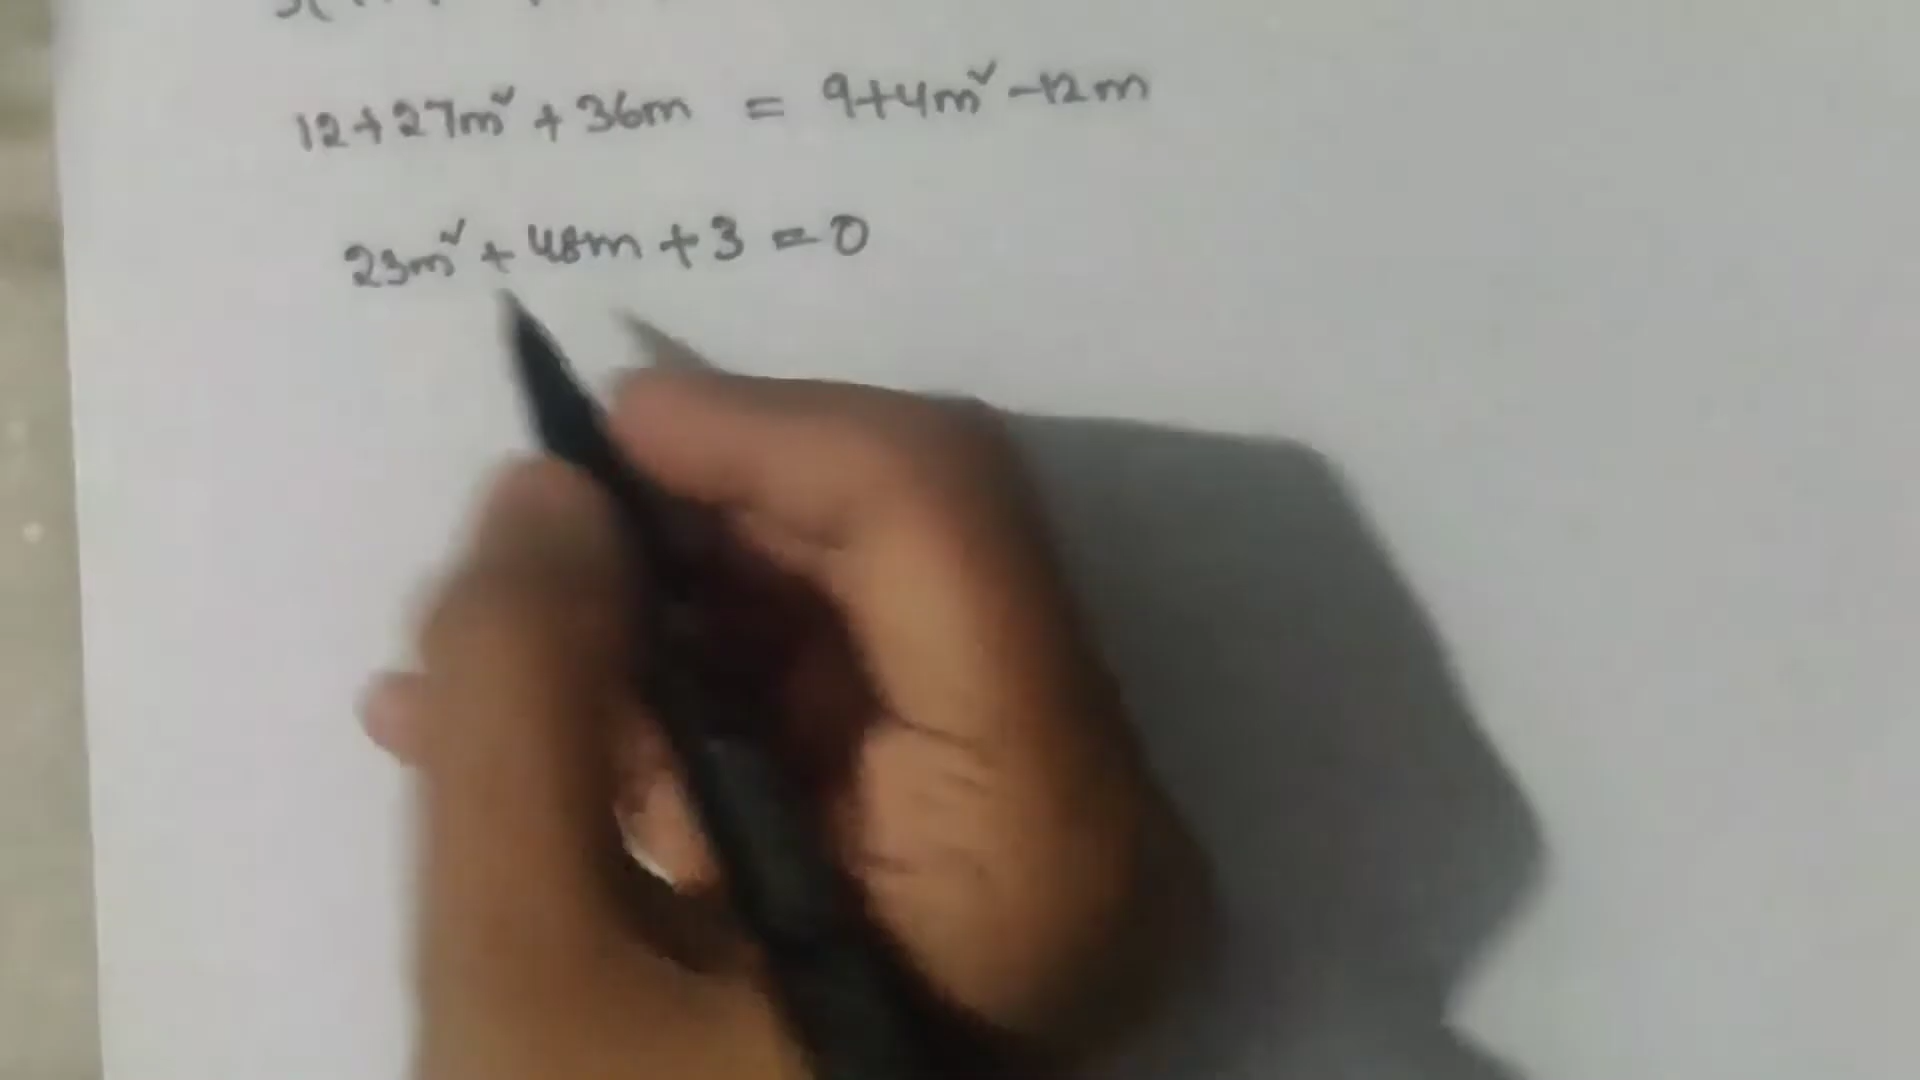 12+27m² +36m = 9+4m² -12m
23m² + 48m + 3 = 0